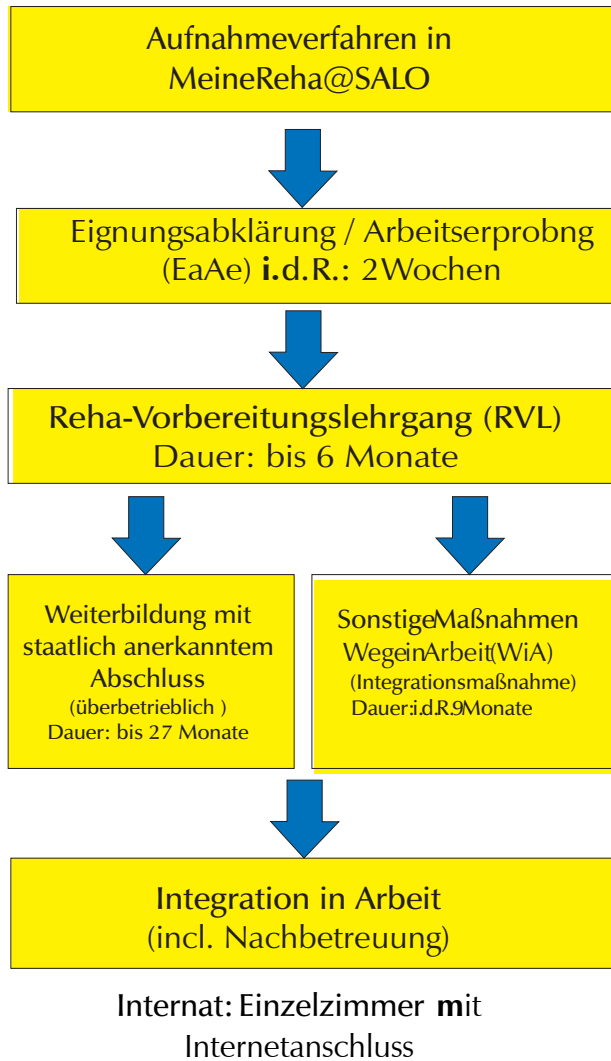 Aufnahmeverfahren in
MeineReha@SALO
Eignungsabklärung / Arbeitserprobng
(EaAe) i.d.R.: 2Wochen
Reha-Vorbereitungslehrgang (RVL)
Dauer: bis 6 Monate
Weiterbildung mit
staatlich anerkanntem
Abschluss
(überbetrieblich )
Dauer: bis 27 Monate
SonstigeMaßnahmen
WegeinArbeit(WiA)
(Integrationsmaßnahme)
Dauer:i.d.R.9Monate
Integration in Arbeit
(incl. Nachbetreuung)
Internat: Einzelzimmer mit
Internetanschluss